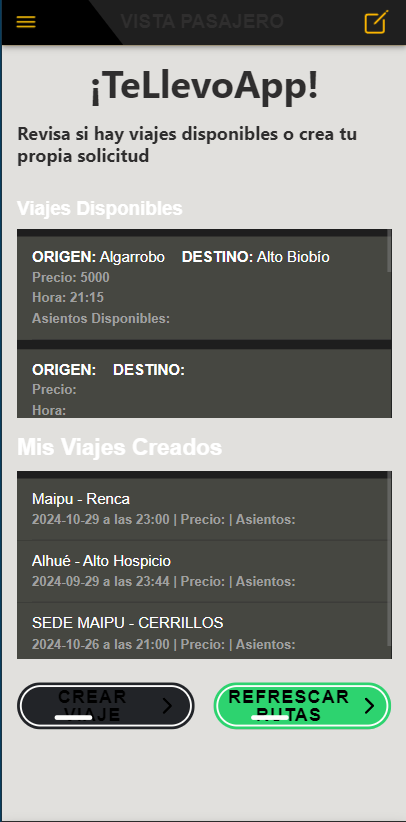 VISTA PASAJERO
¡TeLlevoApp!
Revisa si hay viajes disponibles o crea tu
propia solicitud
Viajes Disponibles
ORIGEN: Algarrobo DESTINO: Alto Biobío
Precio: 5000
Hora: 21:15
Asientos Disponibles:
ORIGEN: DESTINO:
Precio:
Hora:
Mis Viajes Creados
Maipu - Renca
2024-10-29 a las 23:00 | Precio: | Asientos:
Alhué - Alto Hospicio
2024-09-29 a las 23:44 | Precio: | Asientos:
SEDE MAIPU - CERRILLOS
2024-10-26 a las 21:00 | Precio: | Asientos:
CREAR
VIAJE
REFRESCAR
RUTAS